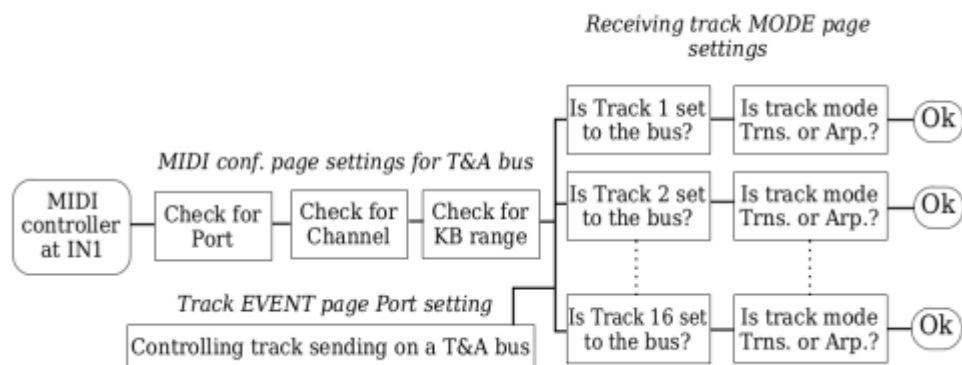 Receiving track MODE page
settings
Is Track 1 set
to the bus?
Is track mode
Trns. or Arp.?
Ok
MIDI conf. page settings for T&A bus
MIDI
controller
at IN1
Check for
Port
Check for
Channel
Check for
KB range
Is Track 2 set
to the bus?
Is track mode
Trns. or Arp.?
Ok
Track EVENT page Port setting
Controlling track sending on a T&A bus
Is Track 16 set
to the bus?
Is track mode
Trns. or Arp.?
Ok